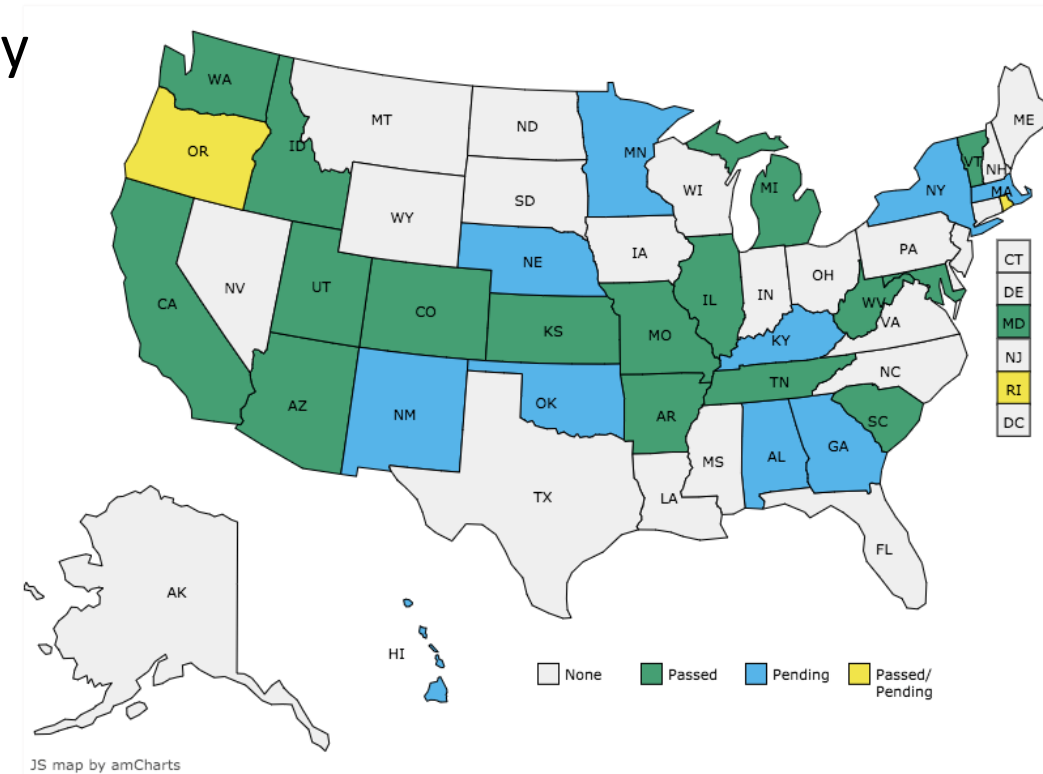 y
WA
MT
ND
ME
OR
ID
MN
VT
NH
SD
WI
MI
NY
MA
WY
IA
PA
NE
CT
NV
UT
CO
IL
IN
OH
DE
CA
WV
MD
KS
MO
KY
VA
NJ
AZ
NM
OK
AR
TN
NC
RI
SC
DC
TX
LA
MS
AL
GA
FL
AK
HI
None
Passed
Pending
Passed/
Pending
JS map by amCharts